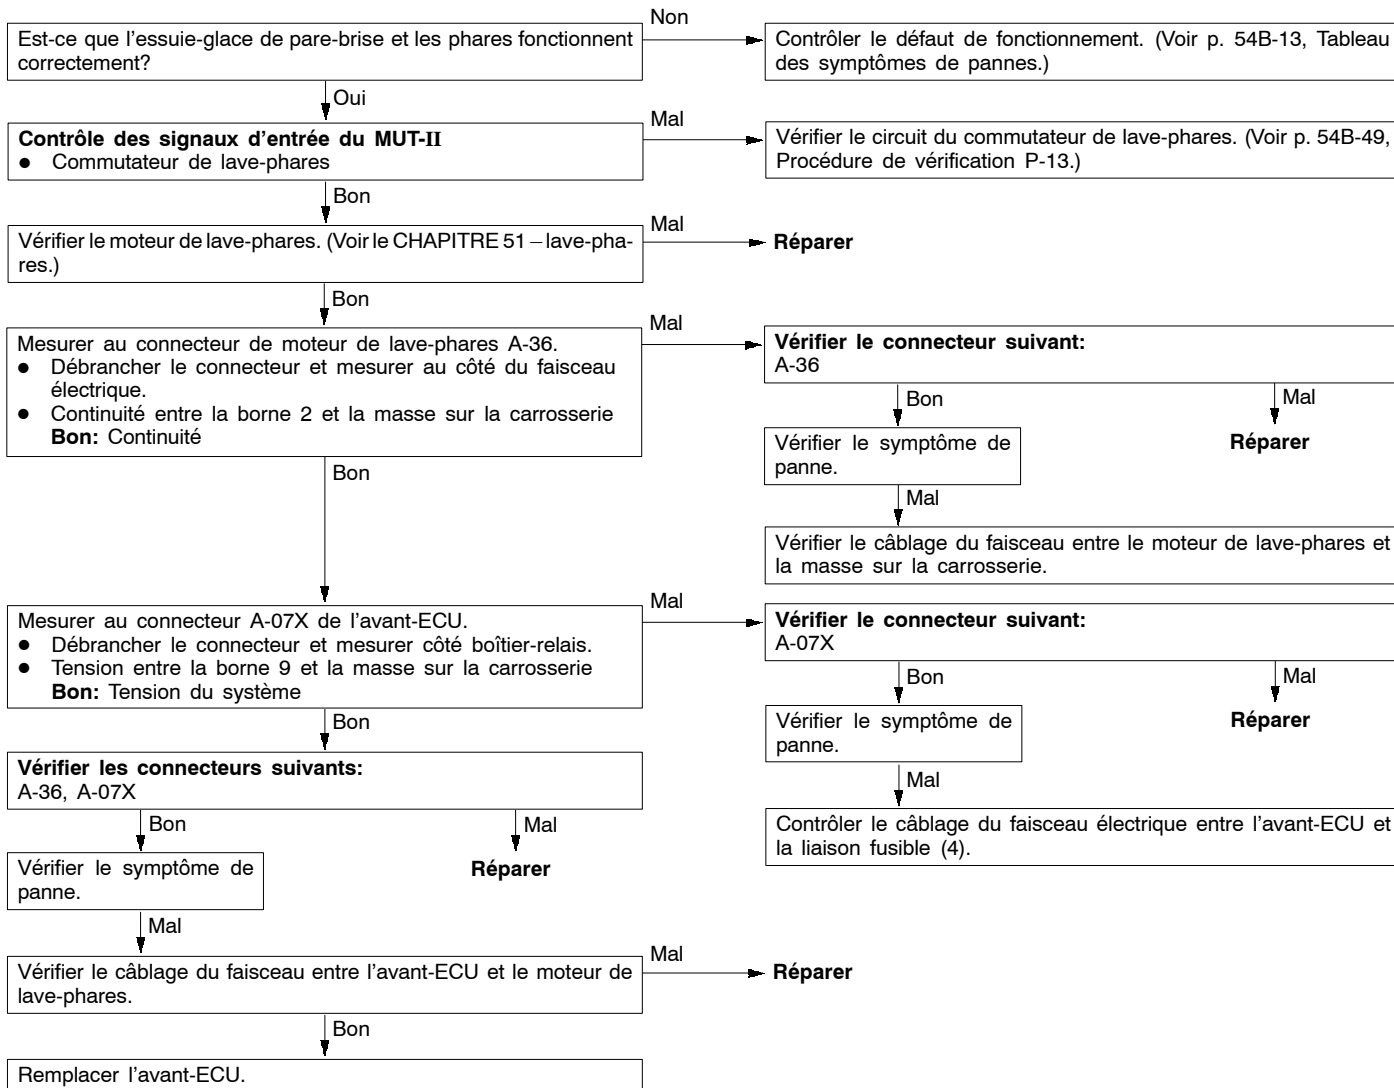 Est-ce que l'essuie-glace de pare-brise et les phares fonctionnent
correctement?
Non
Contrôler le défaut de fonctionnement. (Voir p. 54B-13, Tableau
des symptômes de pannes.)
Oui
Contrôle des signaux d'entrée du MUT-II
● Commutateur de lave-phares
Mal
Vérifier le circuit du commutateur de lave-phares. (Voir p. 54B-49,
Procédure de vérification P-13.)
Bon
Vérifier le moteur de lave-phares. (Voir le CHAPITRE 51 – lave-pha-
res.)
Mal
Réparer
Bon
Mesurer au connecteur de moteur de lave-phares A-36.
● Débrancher le connecteur et mesurer au côté du faisceau
électrique.
● Continuité entre la borne 2 et la masse sur la carrosserie
Bon: Continuité
Mal
Vérifier le connecteur suivant:
A-36
Bon
Mal
Vérifier le symptôme de
panne.
Réparer
Mal
Vérifier le câblage du faisceau entre le moteur de lave-phares et
la masse sur la carrosserie.
Bon
Mesurer au connecteur A-07X de l'avant-ECU.
● Débrancher le connecteur et mesurer côté boîtier-relais.
● Tension entre la borne 9 et la masse sur la carrosserie
Bon: Tension du système
Mal
Vérifier le connecteur suivant:
A-07X
Bon
Mal
Vérifier le symptôme de
panne.
Réparer
Mal
Contrôler le câblage du faisceau électrique entre l'avant-ECU et
la liaison fusible (4).
Bon
Vérifier les connecteurs suivants:
A-36, A-07X
Bon
Mal
Vérifier le symptôme de
panne.
Réparer
Mal
Vérifier le câblage du faisceau entre l'avant-ECU et le moteur de
lave-phares.
Mal
Réparer
Bon
Remplacer l'avant-ECU.